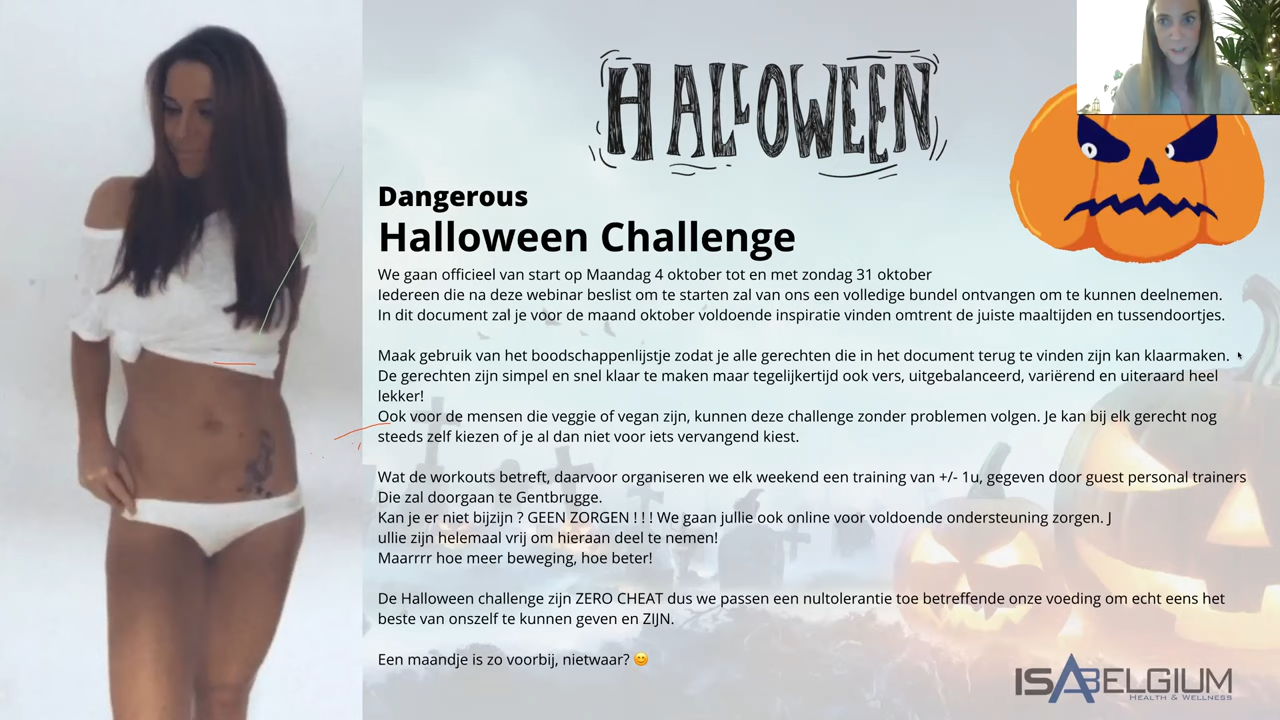 HALLOWEEN
Dangerous
Halloween Challenge
We gaan officieel van start op Maandag 4 oktober tot en met zondag 31 oktober
Iedereen die na deze webinar beslist om te starten zal van ons een volledige bundel ontvangen om te kunnen deelnemen.
In dit document zal je voor de maand oktober voldoende inspiratie vinden omtrent de juiste maaltijden en tussendoortjes.
Maak gebruik van het boodschappenlijstje zodat je alle gerechten die in het document terug te vinden zijn kan klaarmaken.
De gerechten zijn simpel en snel klaar te maken maar tegelijkertijd ook vers, uitgebalanceerd, variërend en uiteraard heel
lekker!
Ook voor de mensen die veggie of vegan zijn, kunnen deze challenge zonder problemen volgen. Je kan bij elk gerecht nog
steeds zelf kiezen of je al dan niet voor iets vervangend kiest.
Wat de workouts betreft, daarvoor organiseren we elk weekend een training van +/- 1u, gegeven door guest personal trainers
Die zal doorgaan te Gentbrugge.
Kan je er niet bijzijn ? GEEN ZORGEN ! ! ! We gaan jullie ook online voor voldoende ondersteuning zorgen. J
ullie zijn helemaal vrij om hieraan deel te nemen!
Maarrrr hoe meer beweging, hoe beter!
De Halloween challenge zijn ZERO CHEAT dus we passen een nultolerantie toe betreffende onze voeding om echt eens het
beste van onszelf te kunnen geven en ZIJN.
Een maandje is zo voorbij, nietwaar? 😊
ISABELGIUM
HEALTH & WELLNESS